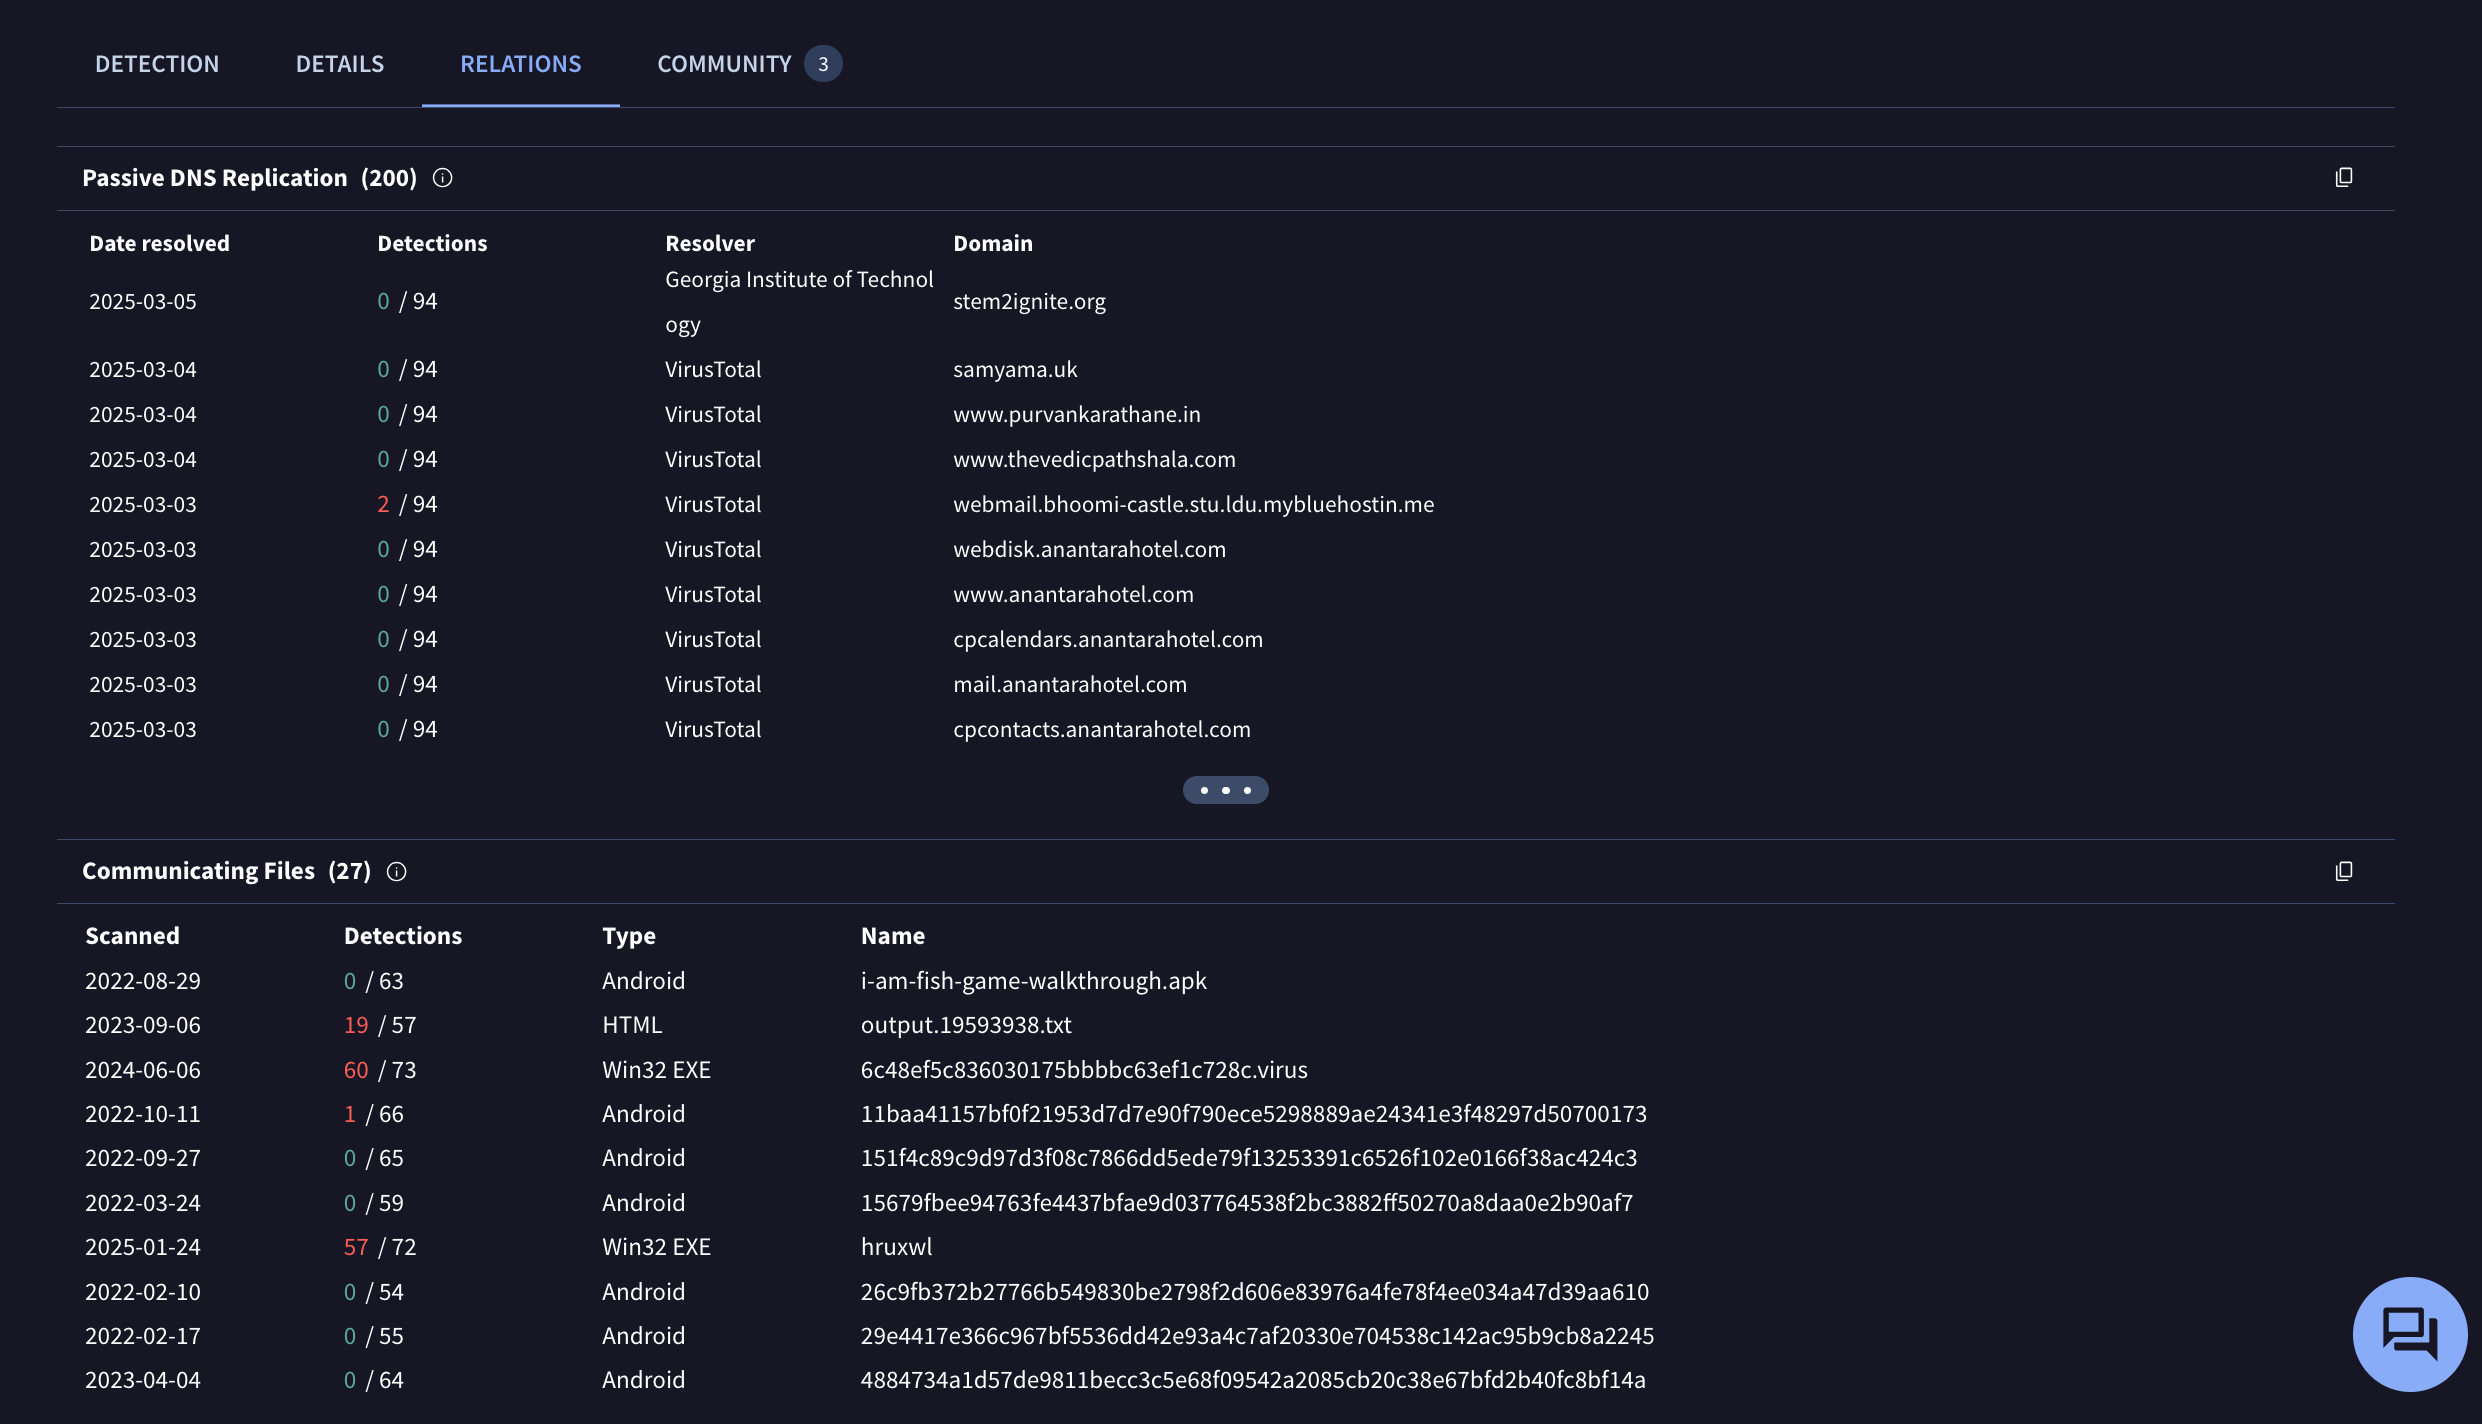 DETECTION DETAILS RELATIONS COMMUNITY 3
Passive DNS Replication (200)
Date resolved Detections Resolver Domain
2025-03-05 0 / 94 Georgia Institute of Technol
ogy stem2ignite.org
2025-03-04 0 / 94 VirusTotal samyama.uk
2025-03-04 0 / 94 VirusTotal www.purvankarathane.in
2025-03-04 0 / 94 VirusTotal www.thevedicpathshala.com
2025-03-03 2 / 94 VirusTotal webmail.bhoomi-castle.stu.ldu.mybluehostin.me
2025-03-03 0 / 94 VirusTotal webdisk.anantarahotel.com
2025-03-03 0 / 94 VirusTotal www.anantarahotel.com
2025-03-03 0 / 94 VirusTotal cpcalendars.anantarahotel.com
2025-03-03 0 / 94 VirusTotal mail.anantarahotel.com
2025-03-03 0 / 94 VirusTotal cpcontacts.anantarahotel.com
Communicating Files (27)
Scanned Detections Type Name
2022-08-29 0 / 63 Android i-am-fish-game-walkthrough.apk
2023-09-06 19 / 57 HTML output.19593938.txt
2024-06-06 60 / 73 Win32 EXE 6c48ef5c836030175bbbbc63ef1c728c.virus
2022-10-11 1 / 66 Android 11baa41157bf0f21953d7d7e90f790ece5298889ae24341e3f48297d50700173
2022-09-27 0 / 65 Android 151f4c89c9d97d3f08c7866dd5ede79f13253391c6526f102e0166f38ac424c3
2022-03-24 0 / 59 Android 15679fbee94763fe4437bfae9d037764538f2bc3882ff50270a8daa0e2b90af7
2025-01-24 57 / 72 Win32 EXE hruxwl
2022-02-10 0 / 54 Android 26c9fb372b27766b549830be2798f2d606e83976a4fe78f4ee034a47d39aa610
2022-02-17 0 / 55 Android 29e4417e366c967bf5536dd42e93a4c7af20330e704538c142ac95b9cb8a2245
2023-04-04 0 / 64 Android 4884734a1d57de9811becc3c5e68f09542a2085cb20c38e67bfd2b40fc8bf14a